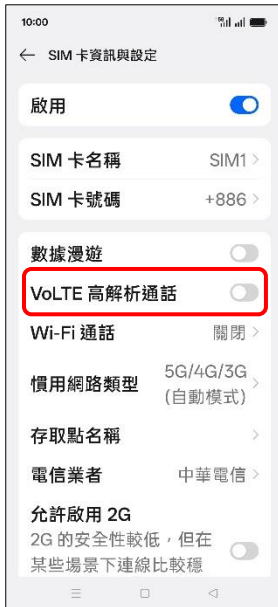 10:00
← SIM 卡資訊與設定
啟用
SIM 卡名稱 SIM1 >
SIM 卡號碼 +886 >
數據漫遊
VoLTE 高解析通話
Wi-Fi 通話 關閉 >
慣用網路類型 5G/4G/3G
(自動模式) >
存取點名稱 >
電信業者 中華電信 >
允許啟用 2G
2G 的安全性較低，但在
某些場景下連線比較穩